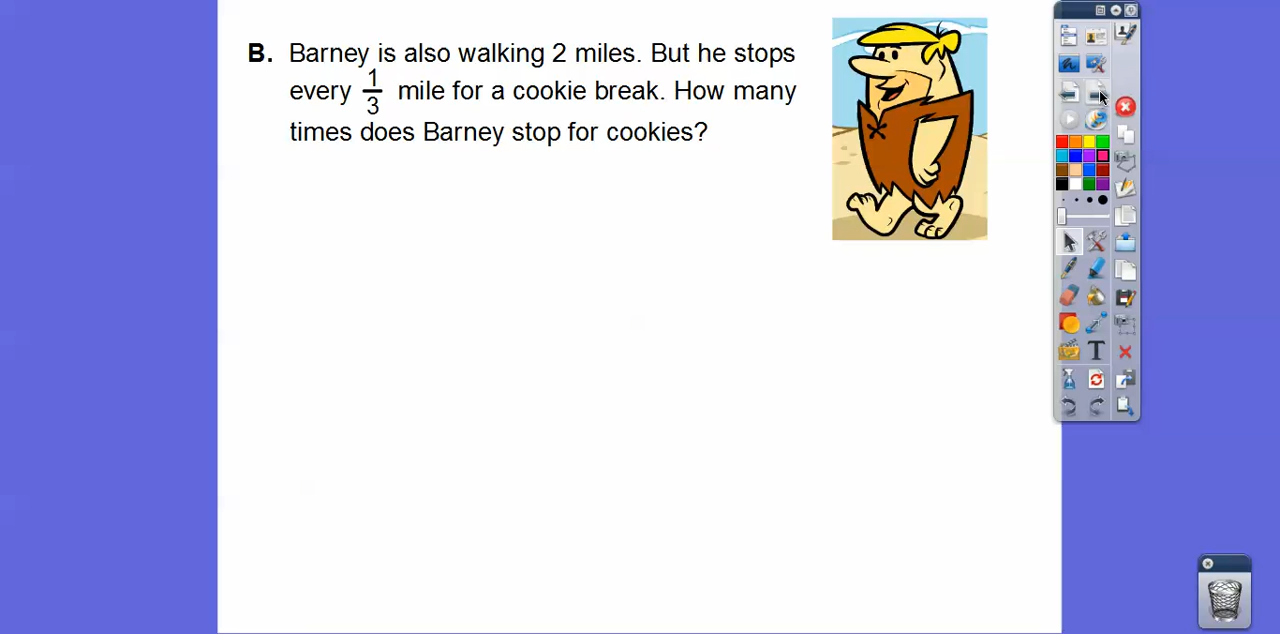 B. Barney is also walking 2 miles. But he stops
every 1/3 mile for a cookie break. How many
times does Barney stop for cookies?
T